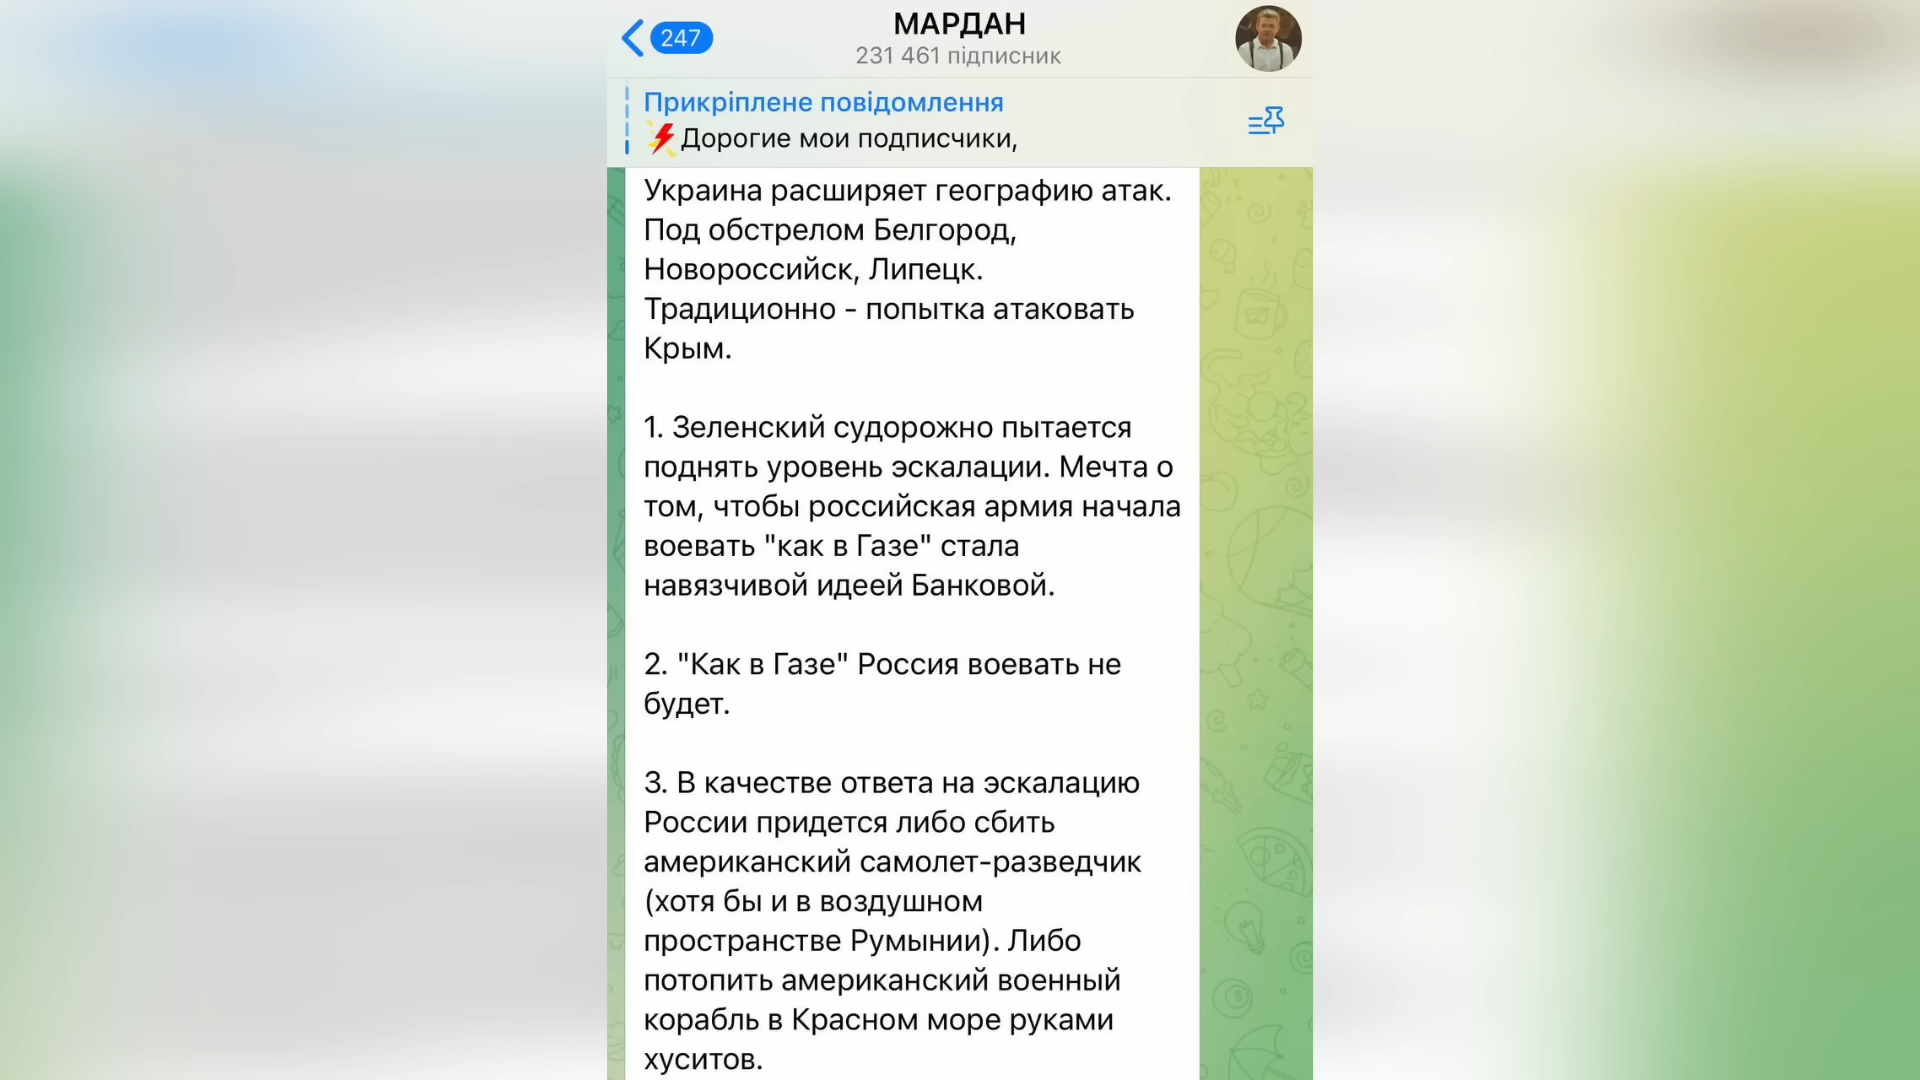 247
МАРДАН
231 461 підписник
Прикріплене повідомлення
Дорогие мои подписчики,
Украина расширяет географию атак.
Под обстрелом Белгород,
Новороссийск, Липецк.
Традиционно - попытка атаковать
Крым.
1. Зеленский судорожно пытается
поднять уровень эскалации. Мечта о
том, чтобы российская армия начала
воевать "как в Газе" стала
навязчивой идеей Банковой.
2. "Как в Газе" Россия воевать не
будет.
3. В качестве ответа на эскалацию
России придется либо сбить
американский самолет-разведчик
(хотя бы и в воздушном
пространстве Румынии). Либо
потопить американский военный
корабль в Красном море руками
хуситов.